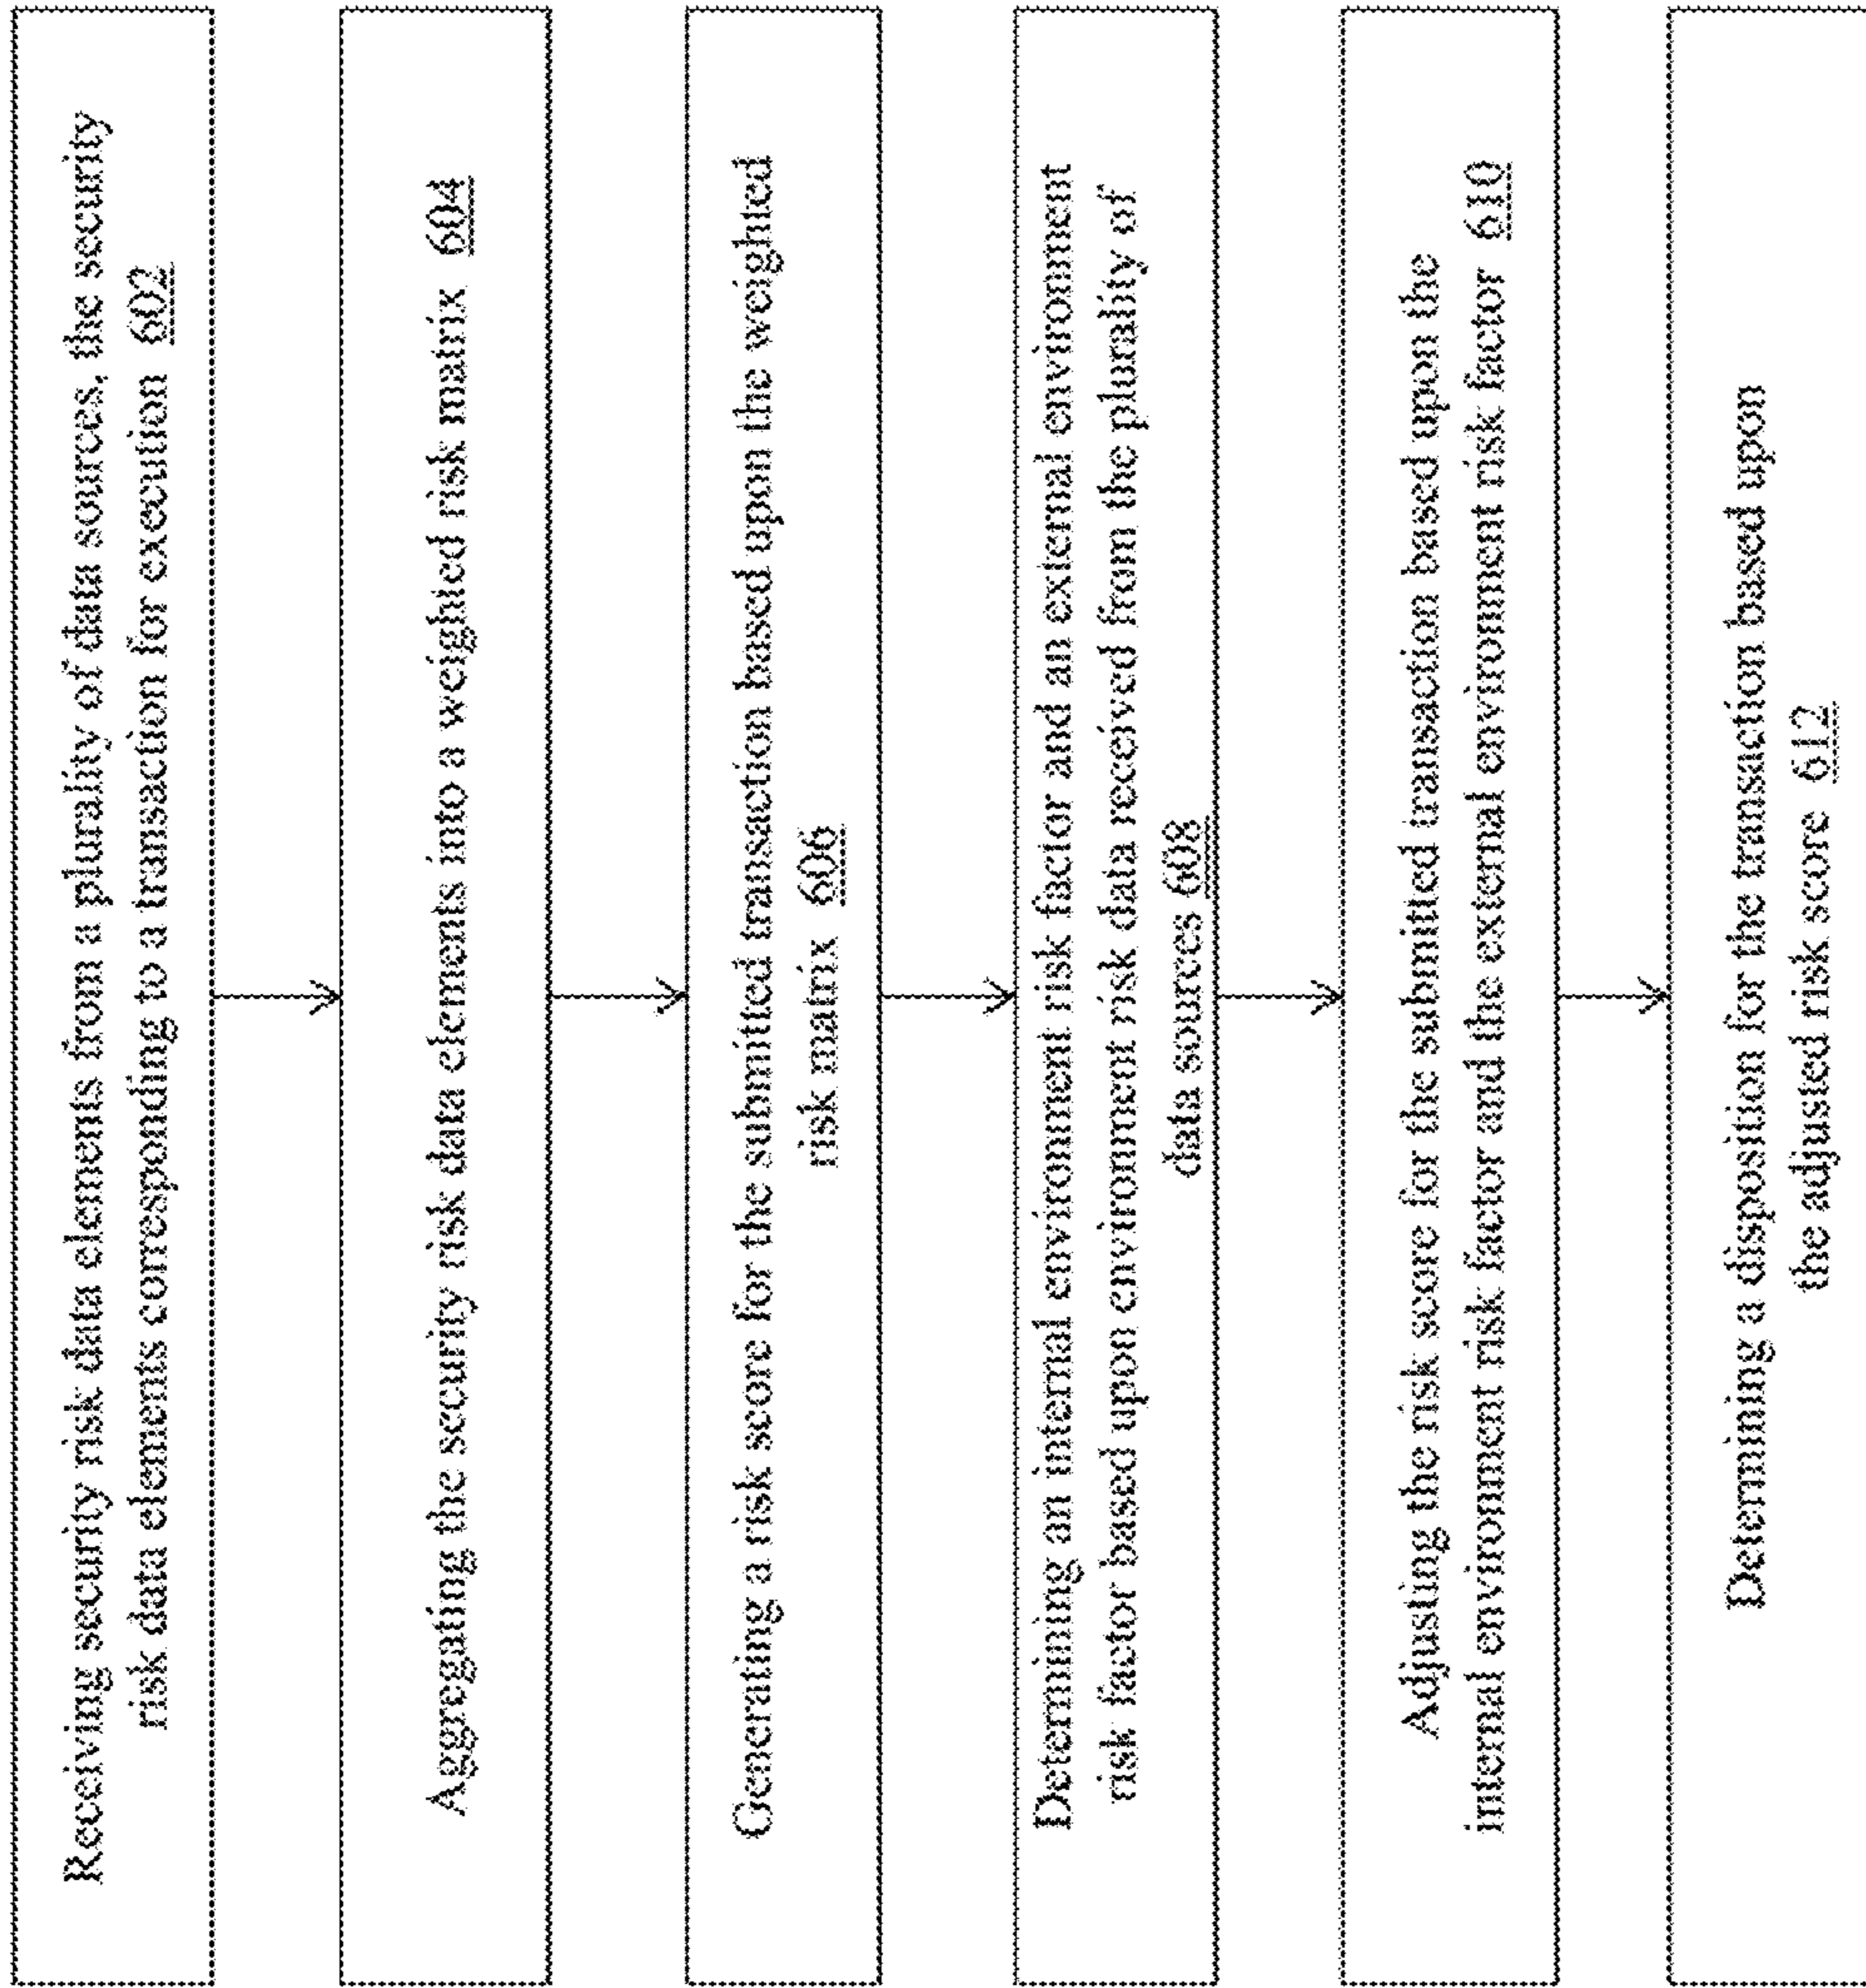 Receiving security risk data elements from a plurality of data sources, the security
risk data elements corresponding to a transaction for execution 602
Aggregating the security risk data elements into a weighted risk matrix 604
Generating a risk score for the submitted transaction based upon the weighted
risk matrix 606
Determining an internal environment risk factor and an external environment
risk factor based upon environment risk data received from the plurality of
data sources 608
Adjusting the risk score for the submitted transaction based upon the
internal environment risk factor and the external environment risk factor 610
Determining a disposition for the transaction based upon
the adjusted risk score 612